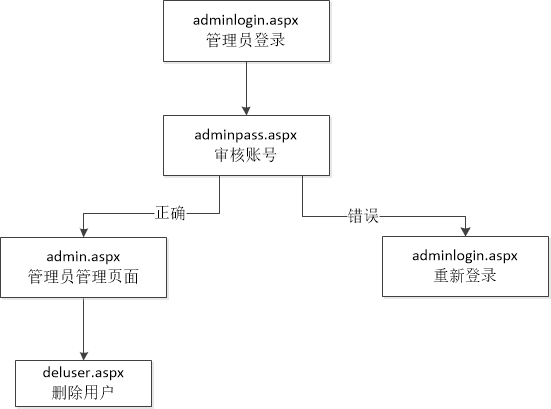 adminlogin.aspx
管理员登录
adminpass.aspx
审核账号
正确
错误
admin.aspx
管理员管理页面
adminlogin.aspx
重新登录
deluser.aspx
删除用户